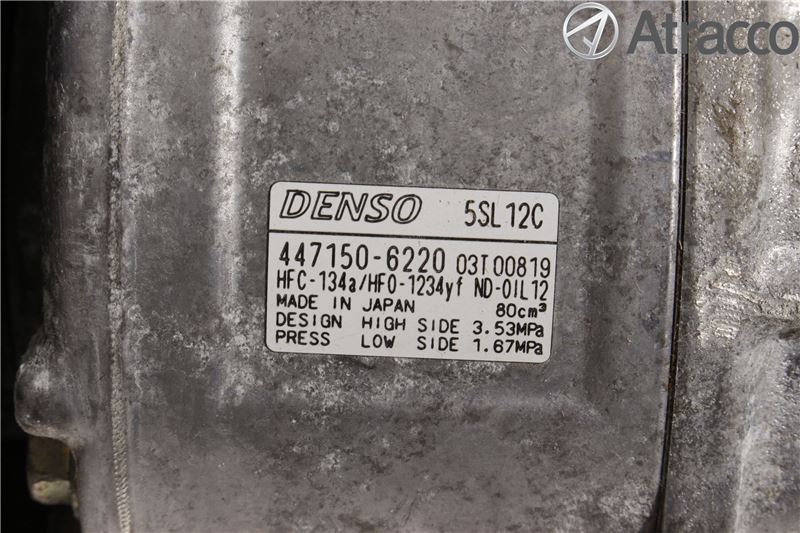 Atracco
DENSO 5SL12C
447150-6220 03T00819
HFC-134a/HFO-1234yf ND-OIL12
MADE IN JAPAN 80cm³
DESIGN HIGH SIDE 3.53MPa
PRESS LOW SIDE 1.67MPa